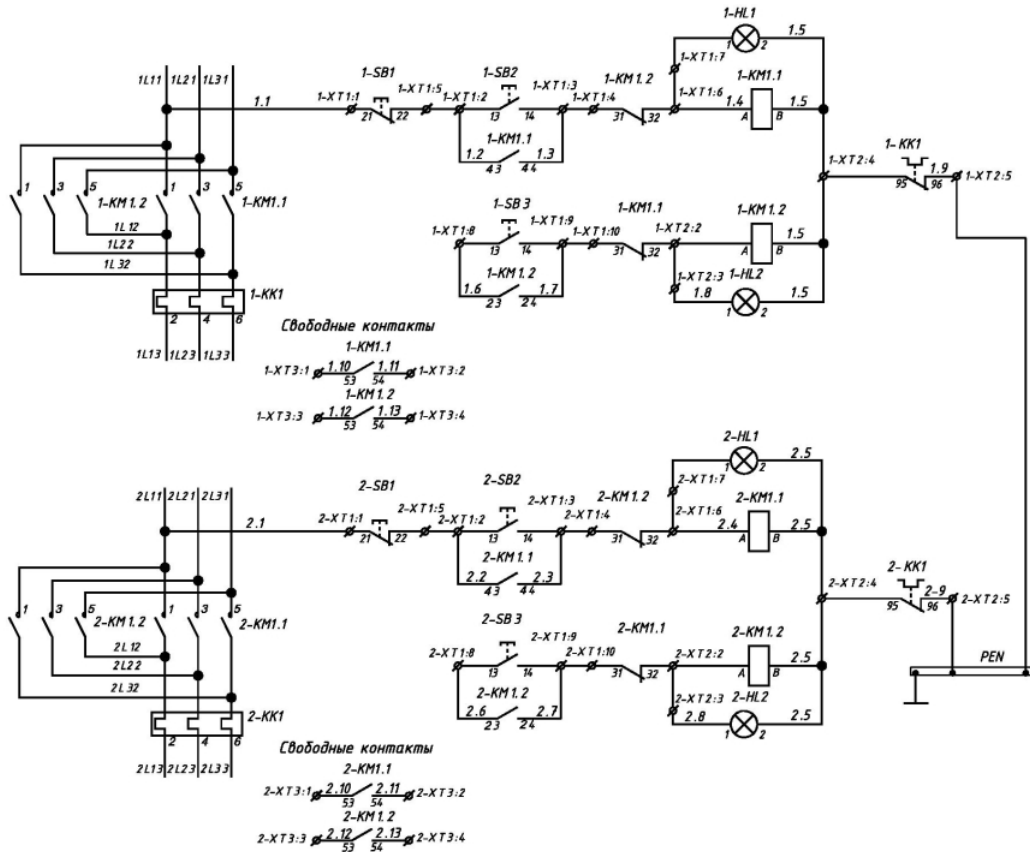 1-HL1
1 2 1.5
1L11 1L21 1L31
1-XT1:7
1-SB1 1-SB2 1-KM1.2 1-KM1.1
1.1 1-XT1:1 1-XT1:5 1-XT1:2 1-XT1:3 1-XT1:4 1-XT1:6 1.4 1.5
21 22 13 14 31 32 A B
1-KM1.1
1.2 1.3
43 44
1-KK1
1-XT2:4 1.9 1-XT2:5
95 96
1 3 5 1 3 5
1-KM1.2 1-KM1.1
1L12
1L22
1L32
1-SB3 1-KM1.1 1-KM1.2
1-XT1:8 1-XT1:9 1-XT1:10 1-XT2:2 1.5
13 14 31 32 A B
1-KM1.2 1-XT2:3 1-HL2
1.6 1.7 1.8 1.5
23 24 1 2
1-KK1
2 4 6
1L13 1L23 1L33
Свободные контакты
1-KM1.1
1-XT3:1 1.10 1.11 1-XT3:2
53 54
1-KM1.2
1-XT3:3 1.12 1.13 1-XT3:4
53 54
2-HL1
1 2 2.5
2L11 2L21 2L31
2-XT1:7
2-SB1 2-SB2 2-KM1.2 2-KM1.1
2.1 2-XT1:1 2-XT1:5 2-XT1:2 2-XT1:3 2-XT1:4 2-XT1:6 2.4 2.5
21 22 13 14 31 32 A B
2-KM1.1
2.2 2.3
43 44
2-KK1
2-XT2:4 2-9 2-XT2:5
95 96
1 3 5 1 3 5
2-KM1.2 2-KM1.1
2L12
2L22
2L32
2-SB3 2-KM1.1 2-KM1.2
2-XT1:8 2-XT1:9 2-XT1:10 2-XT2:2 2.5
13 14 31 32 A B
PEN
2-KM1.2 2-XT2:3 2-HL2
2.6 2.7 2.8 2.5
23 24 1 2
2-KK1
2 4 6
2L13 2L23 2L33
Свободные контакты
2-KM1.1
2-XT3:1 2.10 2.11 2-XT3:2
53 54
2-KM1.2
2-XT3:3 2.12 2.13 2-XT3:4
53 54